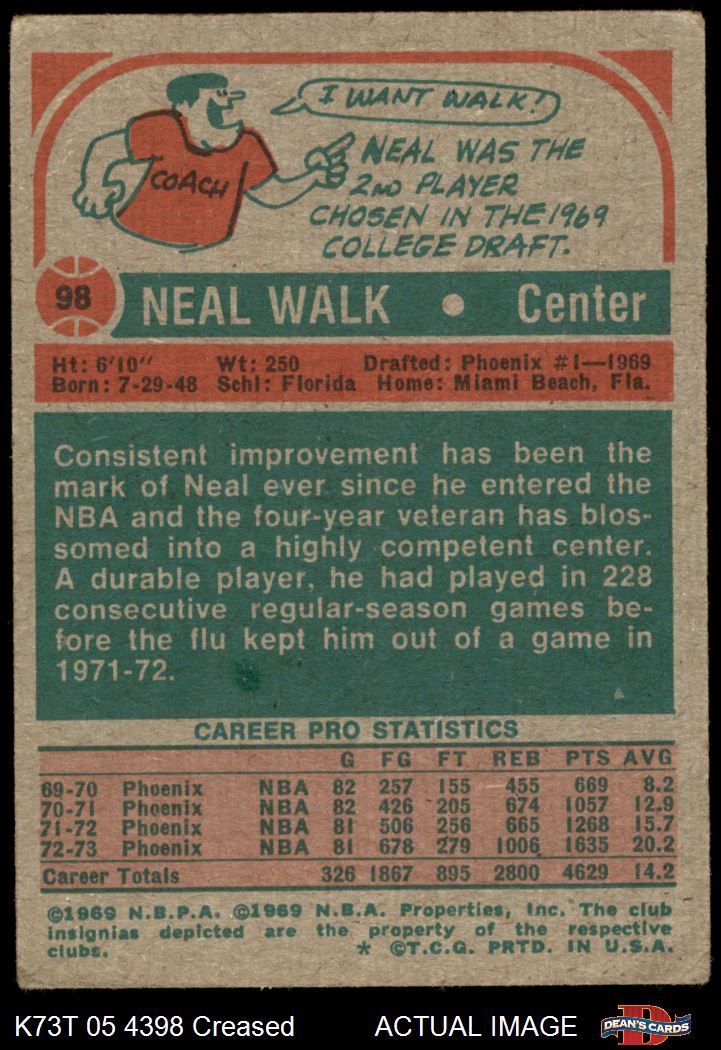 I WANT WALK!
COACH
NEAL WAS THE
2ND PLAYER
CHOSEN IN THE 1969
COLLEGE DRAFT.
98 NEAL WALK • Center
Ht: 6'10" Wt: 250 Drafted: Phoenix #1—1969
Born: 7-29-48 Schl: Florida Home: Miami Beach, Fla.
Consistent improvement has been the
mark of Neal ever since he entered the
NBA and the four-year veteran has blos-
somed into a highly competent center.
A durable player, he had played in 228
consecutive regular-season games be-
fore the flu kept him out of a game in
1971-72.
CAREER PRO STATISTICS
G FG FT REB PTS AVG
69-70 Phoenix NBA 82 257 155 455 669 8.2
70-71 Phoenix NBA 82 426 205 674 1057 12.9
71-72 Phoenix NBA 81 506 256 665 1268 15.7
72-73 Phoenix NBA 81 678 279 1006 1635 20.2
Career Totals 326 1867 895 2800 4629 14.2
©1969 N.B.P.A. ©1969 N.B.A. Properties, Inc. The club
insignias depicted are the property of the respective
clubs. * ©T.C.G. PRTD. IN U.S.A.
K73T 05 4398 Creased ACTUAL IMAGE DEAN'S CARDS